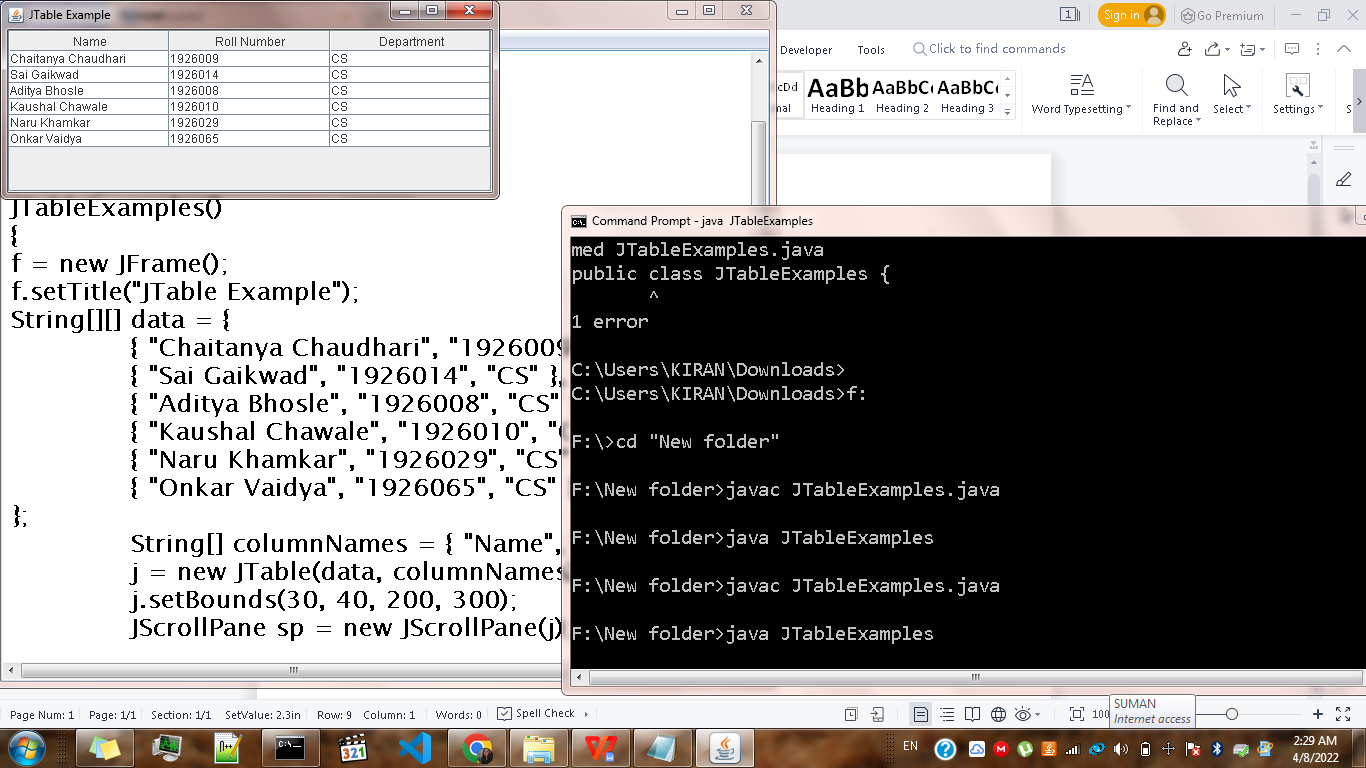 JTable Example
Name Roll Number Department
Chaitanya Chaudhari 1926009 CS
Sai Gaikwad 1926014 CS
Aditya Bhosle 1926008 CS
Kaushal Chawale 1926010 CS
Naru Khamkar 1926029 CS
Onkar Vaidya 1926065 CS
1 Sign in Go Premium
Developer Tools Click to find commands
AaBb AaBbC AaBbC
Heading 1 Heading 2 Heading 3
Word Typesetting
Find and
Replace
Select
Settings
JTableExamples()
{
f = new JFrame();
f.setTitle("JTable Example");
String[][] data = {
{ "Chaitanya Chaudhari", "1926009
{ "Sai Gaikwad", "1926014", "CS" },
{ "Aditya Bhosle", "1926008", "CS"
{ "Kaushal Chawale", "1926010", "
{ "Naru Khamkar", "1926029", "CS"
{ "Onkar Vaidya", "1926065", "CS"
};
String[] columnNames = { "Name",
j = new JTable(data, columnNames
j.setBounds(30, 40, 200, 300);
JScrollPane sp = new JScrollPane(j)
Command Prompt - java  JTableExamples
med JTableExamples.java
public class JTableExamples {
^
1 error
C:\Users\KIRAN\Downloads>
C:\Users\KIRAN\Downloads>f:
F:\>cd "New folder"
F:\New folder>javac JTableExamples.java
F:\New folder>java JTableExamples
F:\New folder>javac JTableExamples.java
F:\New folder>java JTableExamples
Page Num: 1 Page: 1/1 Section: 1/1 SetValue: 2.3in Row: 9 Column: 1 Words: 0 Spell Check
100
SUMAN
Internet access
EN
2:29 AM
4/8/2022